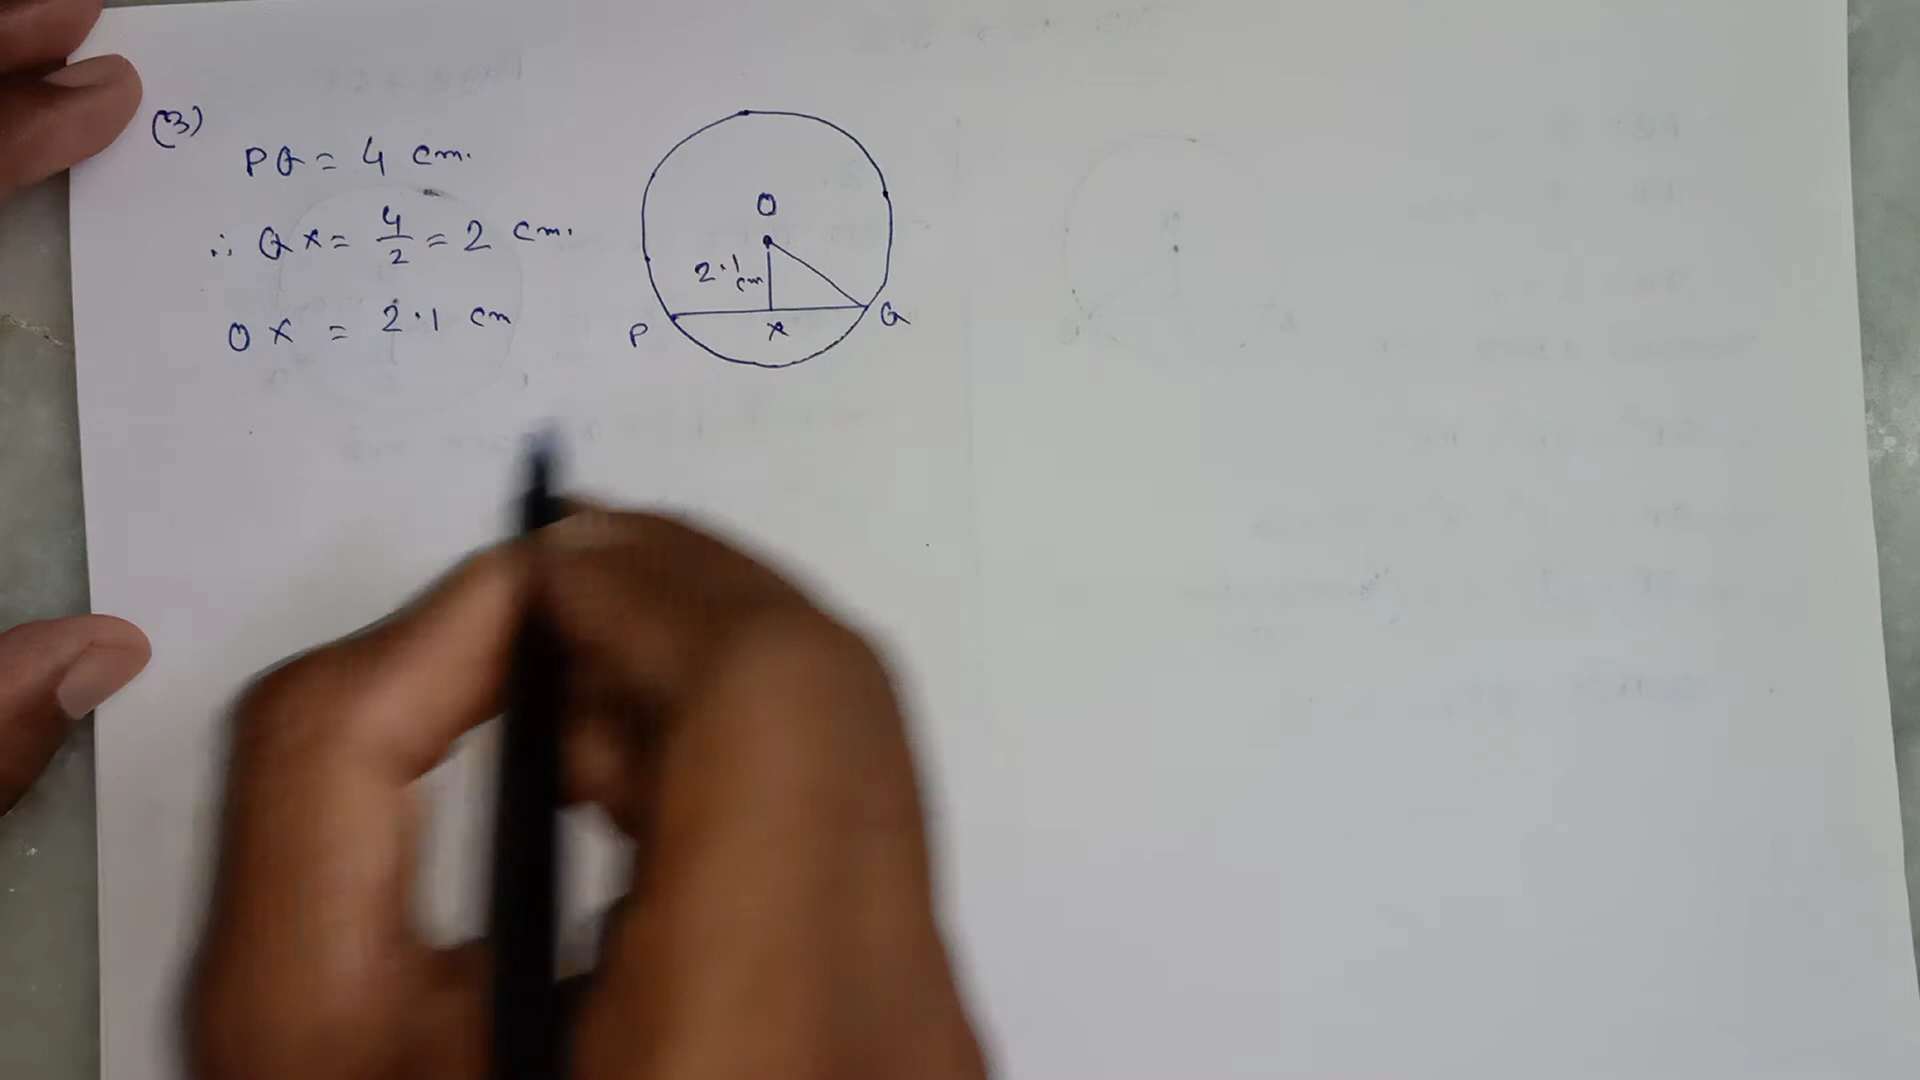 (3)
PQ = 4 cm.
∴ QX = 4/2 = 2 cm.
OX = 2.1 cm
O
2.1 cm
P X Q